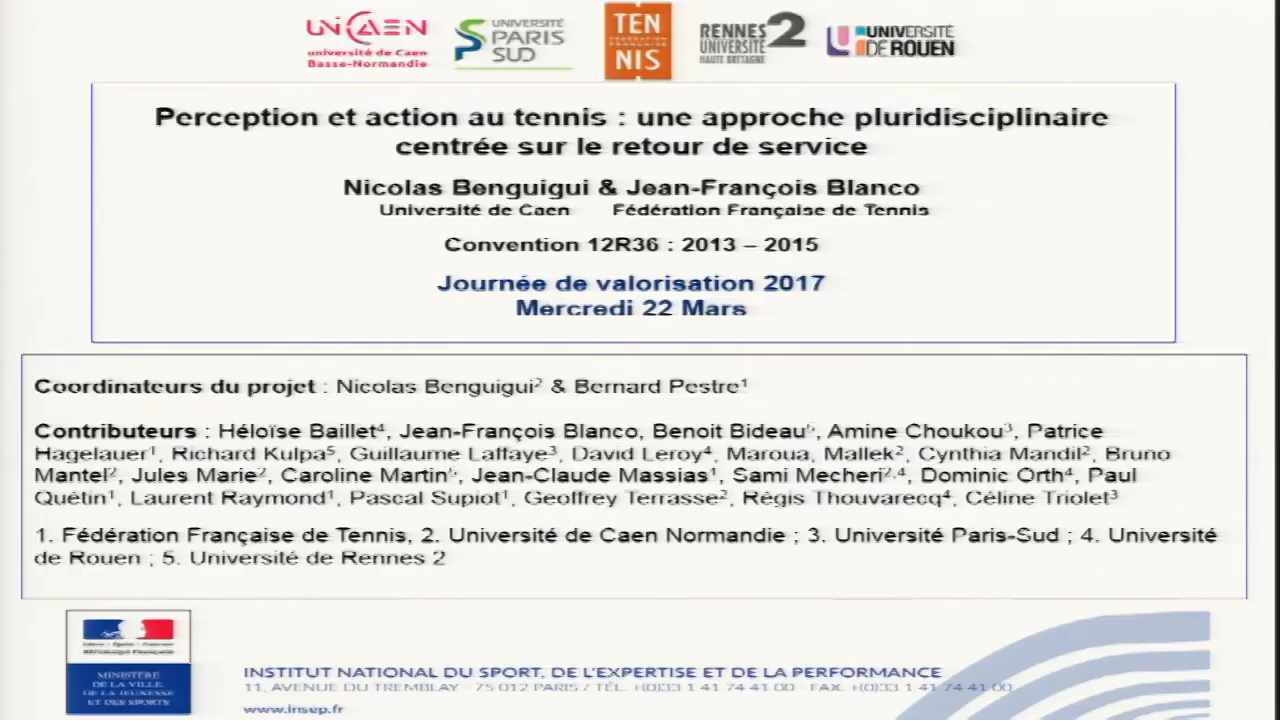 UNICAEN
université de Caen
Basse-Normandie
UNIVERSITÉ
PARIS
SUD
TEN
FÉDÉRATION FRANÇAISE
NIS
RENNES 2
UNIVERSITÉ
HAUTE BRETAGNE
UNIVERSITÉ
DE ROUEN
Perception et action au tennis : une approche pluridisciplinaire
centrée sur le retour de service
Nicolas Benguigui & Jean-François Blanco
Université de Caen Fédération Française de Tennis
Convention 12R36 : 2013 – 2015
Journée de valorisation 2017
Mercredi 22 Mars
Coordinateurs du projet : Nicolas Benguigui² & Bernard Pestre¹
Contributeurs : Héloïse Baillet⁴, Jean-François Blanco, Benoit Bideau⁵, Amine Choukou³, Patrice
Hagelauer¹, Richard Kulpa⁵, Guillaume Laffaye³, David Leroy⁴, Maroua, Mallek², Cynthia Mandil², Bruno
Mantel², Jules Marie², Caroline Martin⁵, Jean-Claude Massias¹, Sami Mecheri²,⁴, Dominic Orth⁴, Paul
Quétin¹, Laurent Raymond¹, Pascal Supiot¹, Geoffrey Terrasse², Régis Thouvarecq⁴, Céline Triolet³
1. Fédération Française de Tennis, 2. Université de Caen Normandie ; 3. Université Paris-Sud ; 4. Université
de Rouen ; 5. Université de Rennes 2
Liberté • Égalité • Fraternité
RÉPUBLIQUE FRANÇAISE
MINISTÈRE
DE LA VILLE,
DE LA JEUNESSE
ET DES SPORTS
INSTITUT NATIONAL DU SPORT, DE L'EXPERTISE ET DE LA PERFORMANCE
11, AVENUE DU TREMBLAY - 75 012 PARIS / TÉL. +(0)33 1 41 74 41 00 FAX +(0)33 1 41 74 41 00
www.insep.fr